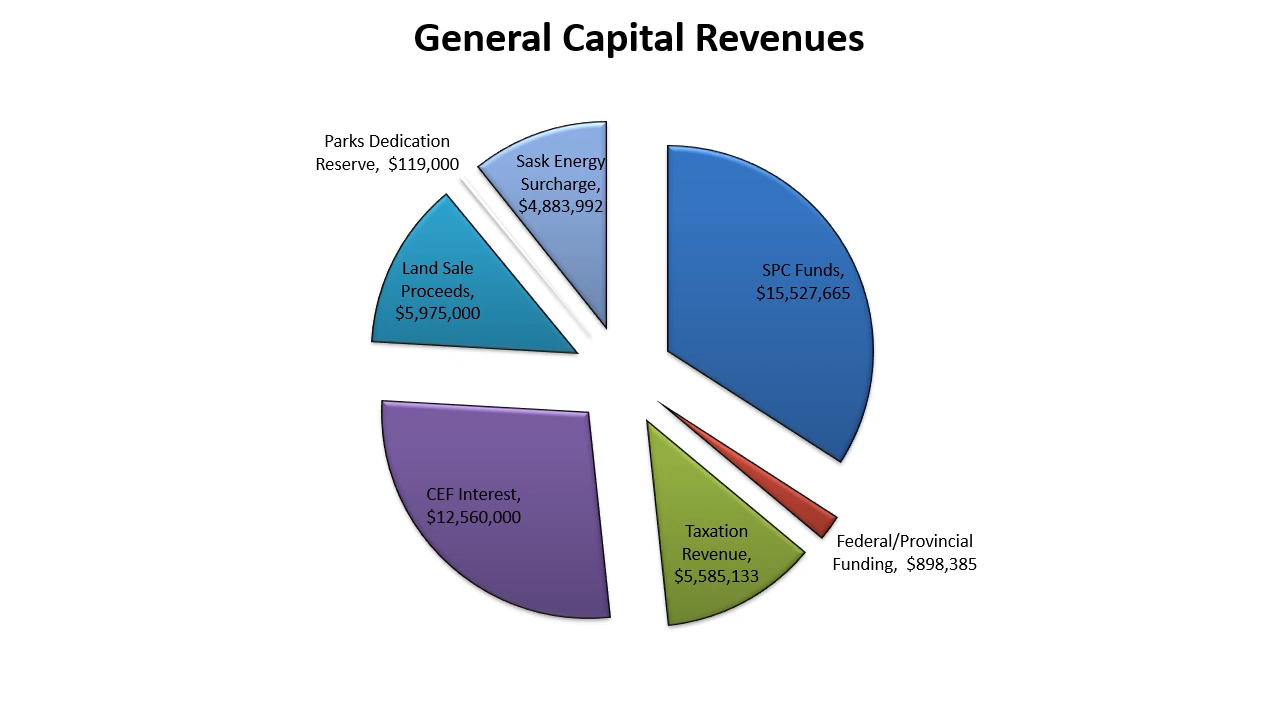 General Capital Revenues
Parks Dedication
Reserve,  $119,000
Sask Energy
Surcharge,
$4,883,992
Land Sale
Proceeds,
$5,975,000
SPC Funds,
$15,527,665
CEF Interest,
$12,560,000
Taxation
Revenue,
$5,585,133
Federal/Provincial
Funding,  $898,385